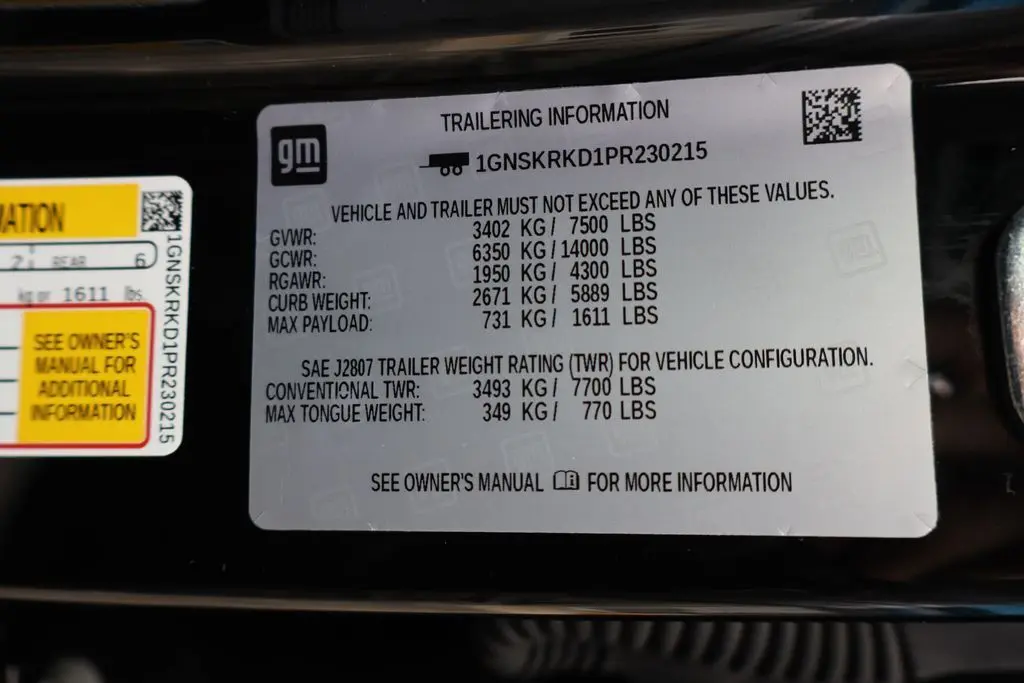 gm
TRAILERING INFORMATION
1GNSKRKD1PR230215
VEHICLE AND TRAILER MUST NOT EXCEED ANY OF THESE VALUES.
GVWR: 3402 KG/ 7500 LBS
GCWR: 6350 KG/14000 LBS
RGAWR: 1950 KG/ 4300 LBS
CURB WEIGHT: 2671 KG/ 5889 LBS
MAX PAYLOAD: 731 KG/ 1611 LBS
SAE J2807 TRAILER WEIGHT RATING (TWR) FOR VEHICLE CONFIGURATION.
CONVENTIONAL TWR: 3493 KG/ 7700 LBS
MAX TONGUE WEIGHT: 349 KG/ 770 LBS
SEE OWNER'S MANUAL FOR MORE INFORMATION
MATION
REAR 6
kg or 1611 lbs
SEE OWNER'S
MANUAL FOR
ADDITIONAL
INFORMATION
1GNSKRKD1PR230215